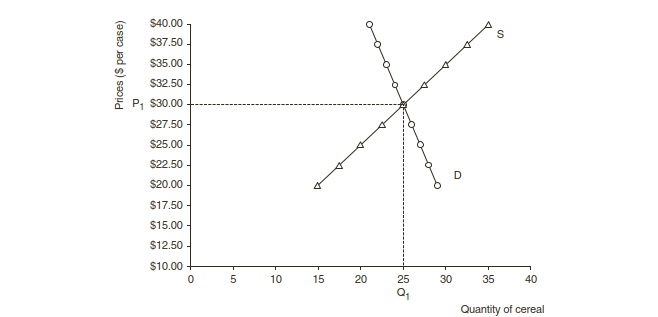 Prices ($ per case)
$40.00
$37.50
$35.00
$32.50
P1 $30.00
$27.50
$25.00
$22.50
$20.00
$17.50
$15.00
$12.50
$10.00
S
D
0 5 10 15 20 25 30 35 40
Q1
Quantity of cereal